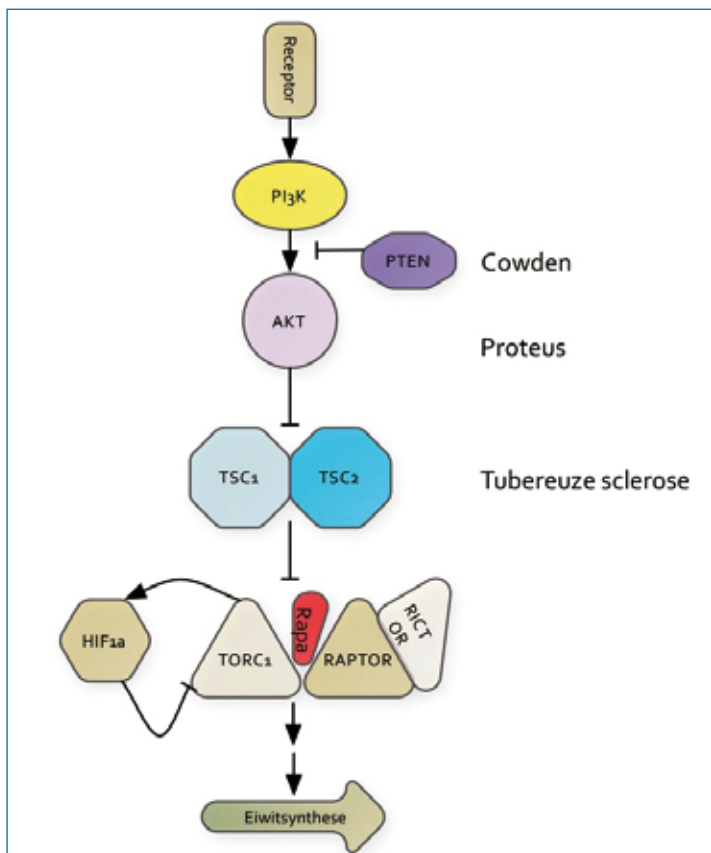 Receptor
PI3K
PTEN
Cowden
AKT
Proteus
TSC1
TSC2
Tubereuze sclerose
HIF1a
TORC1
Rapa
RAPTOR
RICT
OR
Eiwitsynthese